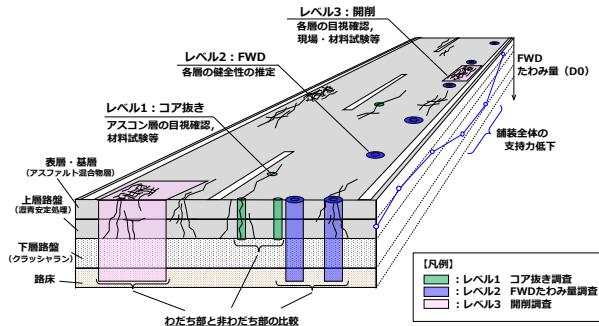 レベル3：開削
各層の目視確認、
現場・材料試験等
レベル2：FWD
各層の健全性の推定
FWD
たわみ量（D0）
レベル1：コア抜き
アスコン層の目視確認、
材料試験等
舗装全体の
支持力低下
表層・基層
（アスファルト混合物層）
上層路盤
（瀝青安定処理）
下層路盤
（クラッシャラン）
路床
わだち部と非わだち部の比較
【凡例】
：レベル1　コア抜き調査
：レベル2　FWDたわみ量調査
：レベル3　開削調査